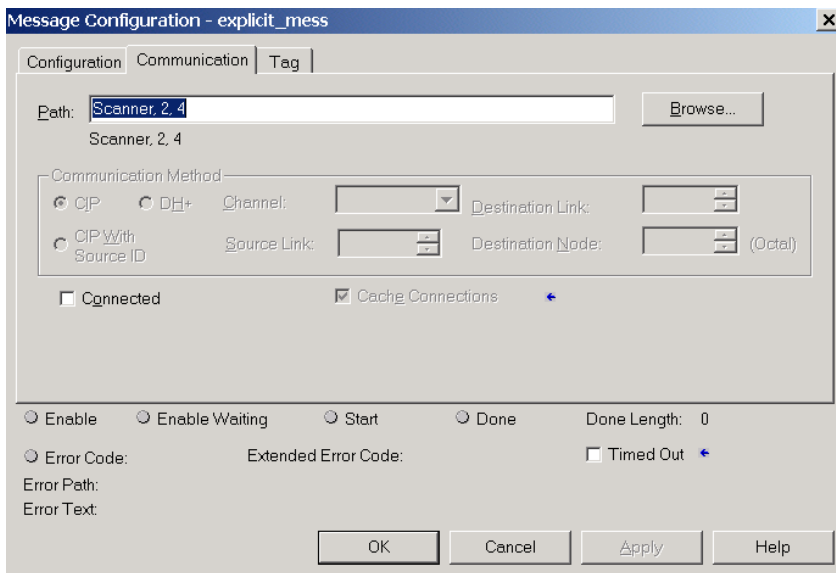 Message Configuration - explicit_mess
Configuration Communication Tag
Path: Scanner, 2, 4 Browse...
Scanner, 2, 4
Communication Method
CIP DH+ Channel: Destination Link:
CIP With
Source ID Source Link: Destination Node: (Octal)
Connected Cache Connections
Enable Enable Waiting Start Done Done Length: 0
Error Code: Extended Error Code: Timed Out
Error Path:
Error Text:
OK Cancel Apply Help